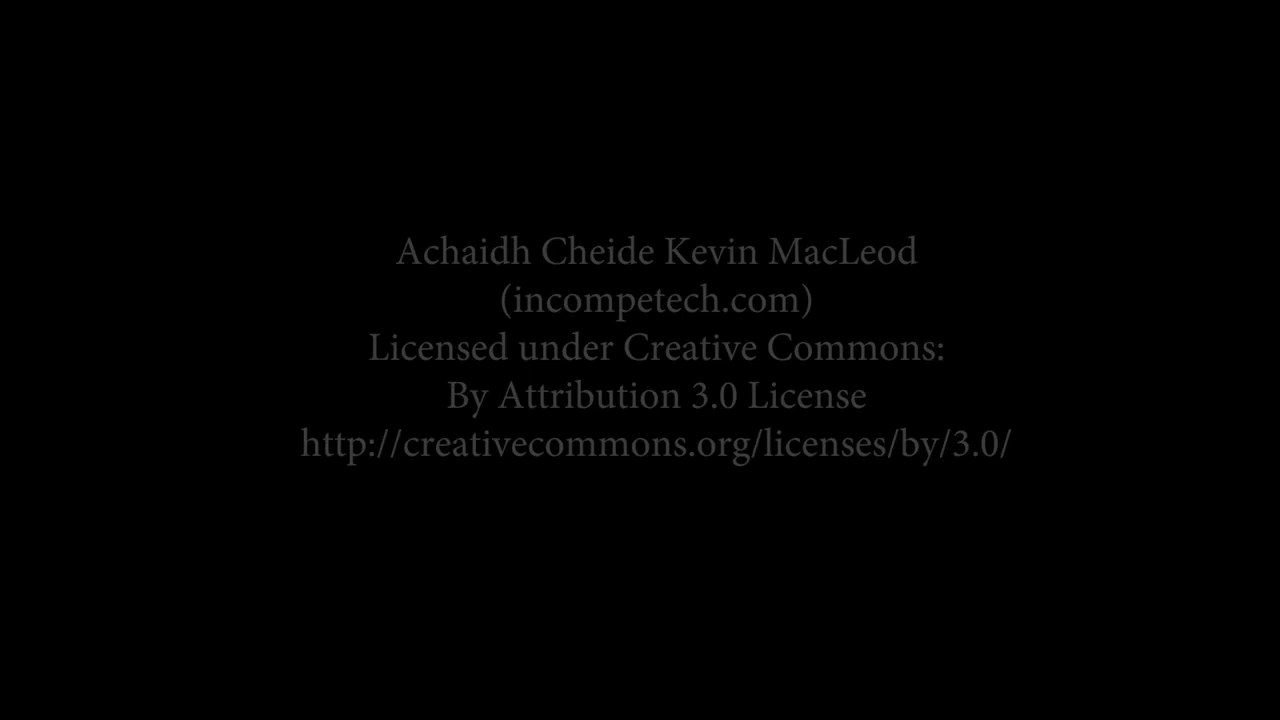 Achaidh Cheide Kevin MacLeod
(incompetech.com)
Licensed under Creative Commons:
By Attribution 3.0 License
http://creativecommons.org/licenses/by/3.0/